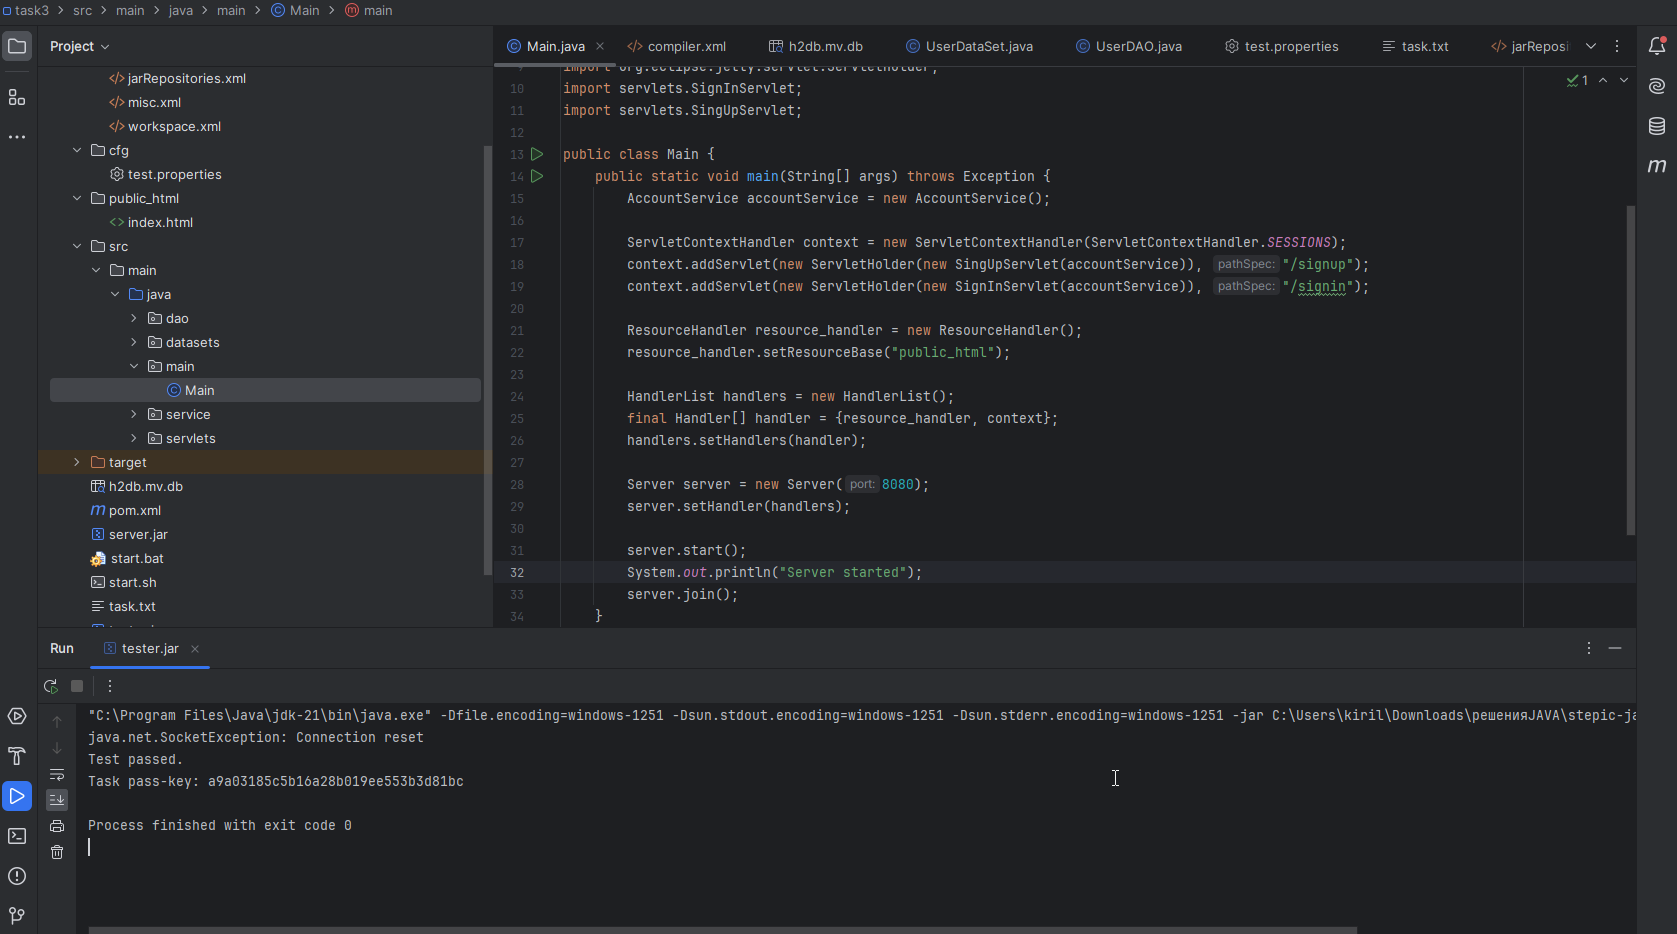 task3 > src > main > java > main > Main > main
Project
Main.java
compiler.xml
h2db.mv.db
UserDataSet.java
UserDAO.java
test.properties
task.txt
jarReposi
jarRepositories.xml
misc.xml
workspace.xml
cfg
test.properties
public_html
index.html
src
main
java
dao
datasets
main
Main
service
servlets
target
h2db.mv.db
pom.xml
server.jar
start.bat
start.sh
task.txt
1
import org.eclipse.jetty.servlet.ServletHolder;
10 import servlets.SignInServlet;
11 import servlets.SingUpServlet;
12
13 public class Main {
14 public static void main(String[] args) throws Exception {
15 AccountService accountService = new AccountService();
16
17 ServletContextHandler context = new ServletContextHandler(ServletContextHandler.SESSIONS);
18 context.addServlet(new ServletHolder(new SingUpServlet(accountService)), pathSpec: "/signup");
19 context.addServlet(new ServletHolder(new SignInServlet(accountService)), pathSpec: "/signin");
20
21 ResourceHandler resource_handler = new ResourceHandler();
22 resource_handler.setResourceBase("public_html");
23
24 HandlerList handlers = new HandlerList();
25 final Handler[] handler = {resource_handler, context};
26 handlers.setHandlers(handler);
27
28 Server server = new Server( port: 8080);
29 server.setHandler(handlers);
30
31 server.start();
32 System.out.println("Server started");
33 server.join();
34 }
Run
tester.jar
"C:\Program Files\Java\jdk-21\bin\java.exe" -Dfile.encoding=windows-1251 -Dsun.stdout.encoding=windows-1251 -Dsun.stderr.encoding=windows-1251 -jar C:\Users\kiril\Downloads\решенияJAVA\stepic-ja
java.net.SocketException: Connection reset
Test passed.
Task pass-key: a9a03185c5b16a28b019ee553b3d81bc
Process finished with exit code 0